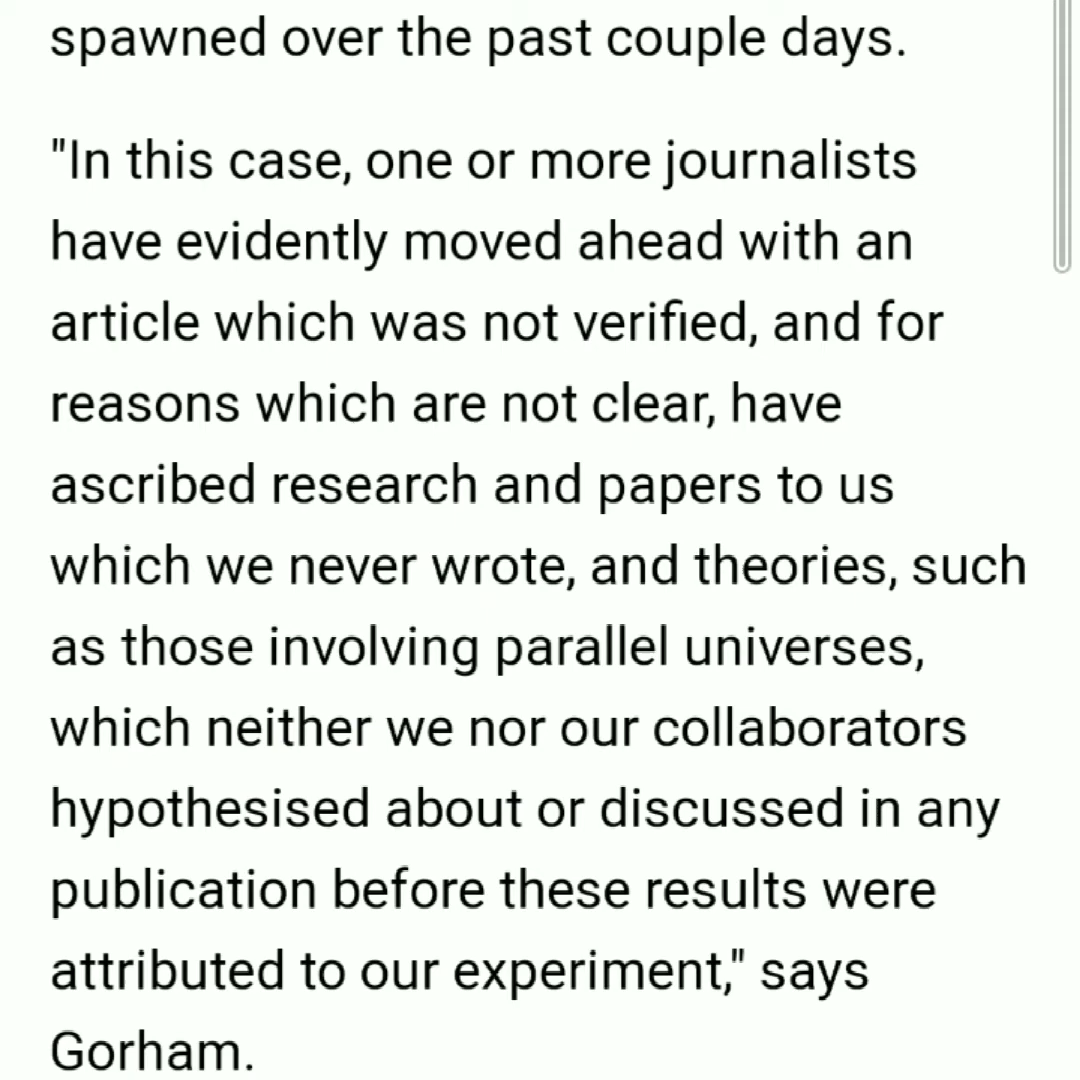 spawned over the past couple days.
"In this case, one or more journalists
have evidently moved ahead with an
article which was not verified, and for
reasons which are not clear, have
ascribed research and papers to us
which we never wrote, and theories, such
as those involving parallel universes,
which neither we nor our collaborators
hypothesised about or discussed in any
publication before these results were
attributed to our experiment," says
Gorham.